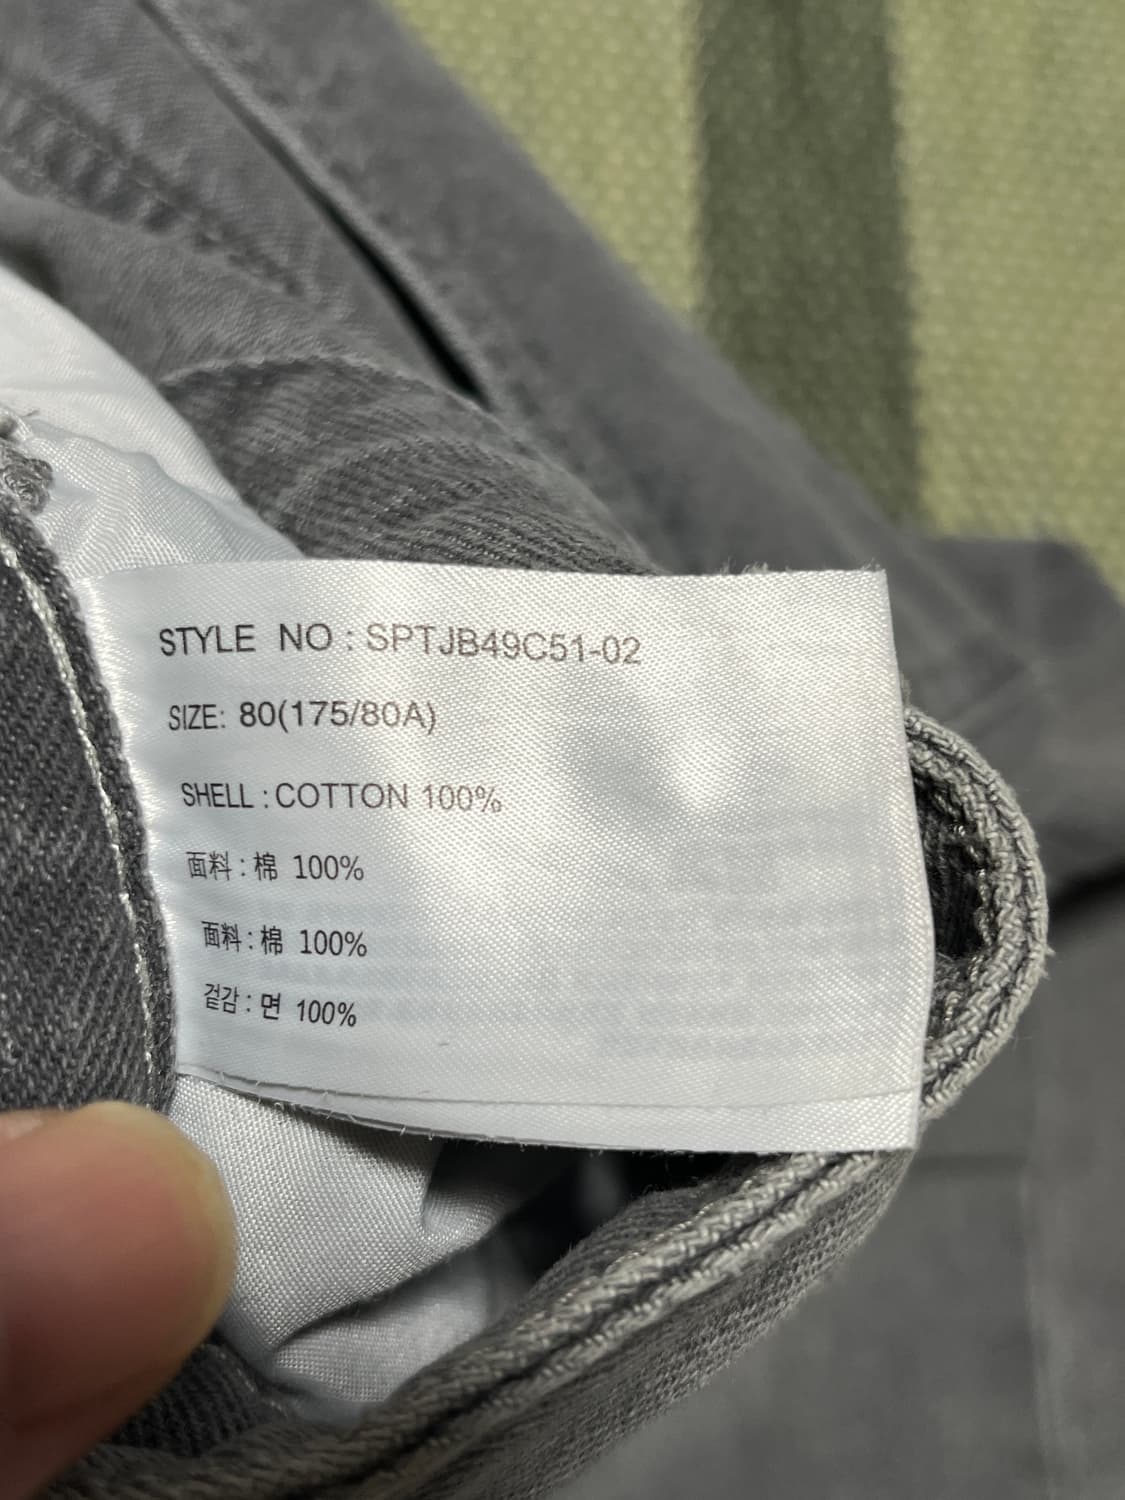 STYLE NO : SPTJB49C51-02
SIZE: 80(175/80A)
SHELL : COTTON 100%
面料 : 棉 100%
面料 : 棉 100%
겉감 : 면 100%